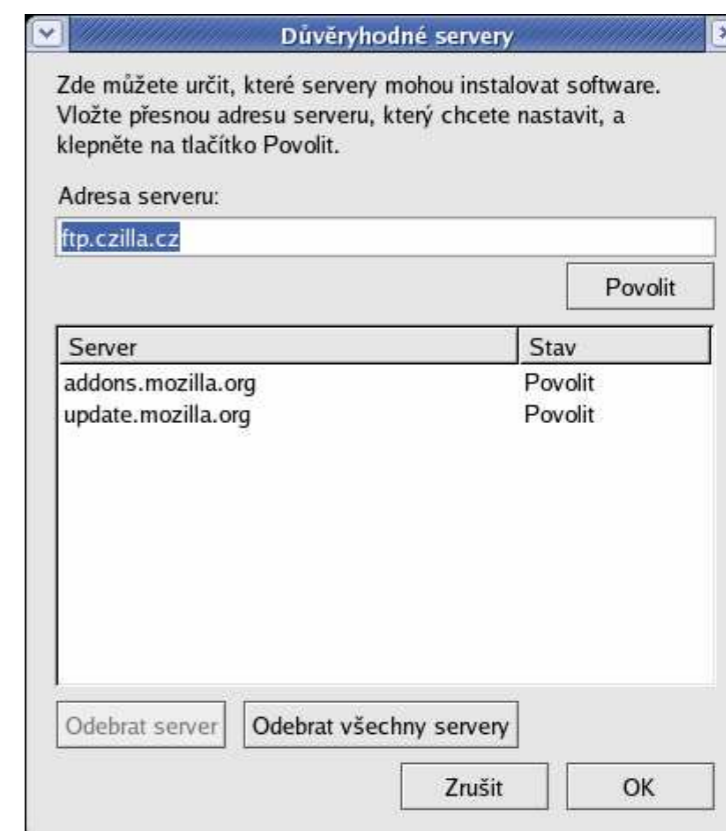 Důvěryhodné servery
Zde můžete určit, které servery mohou instalovat software.
Vložte přesnou adresu serveru, který chcete nastavit, a
klepněte na tlačítko Povolit.
Adresa serveru:
ftp.czilla.cz
Povolit
Server Stav
addons.mozilla.org Povolit
update.mozilla.org Povolit
Odebrat server Odebrat všechny servery
Zrušit OK